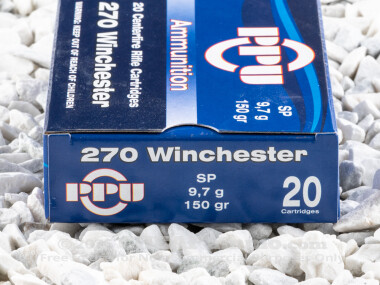 WARNING: KEEP OUT OF REACH OF CHILDREN
20 Centerfire Rifle Cartridges
270 Winchester
Ammunition
PPU
SP
9,7 g
150 gr
270 Winchester
PPU
SP
9,7 g
150 gr
20
Cartridges